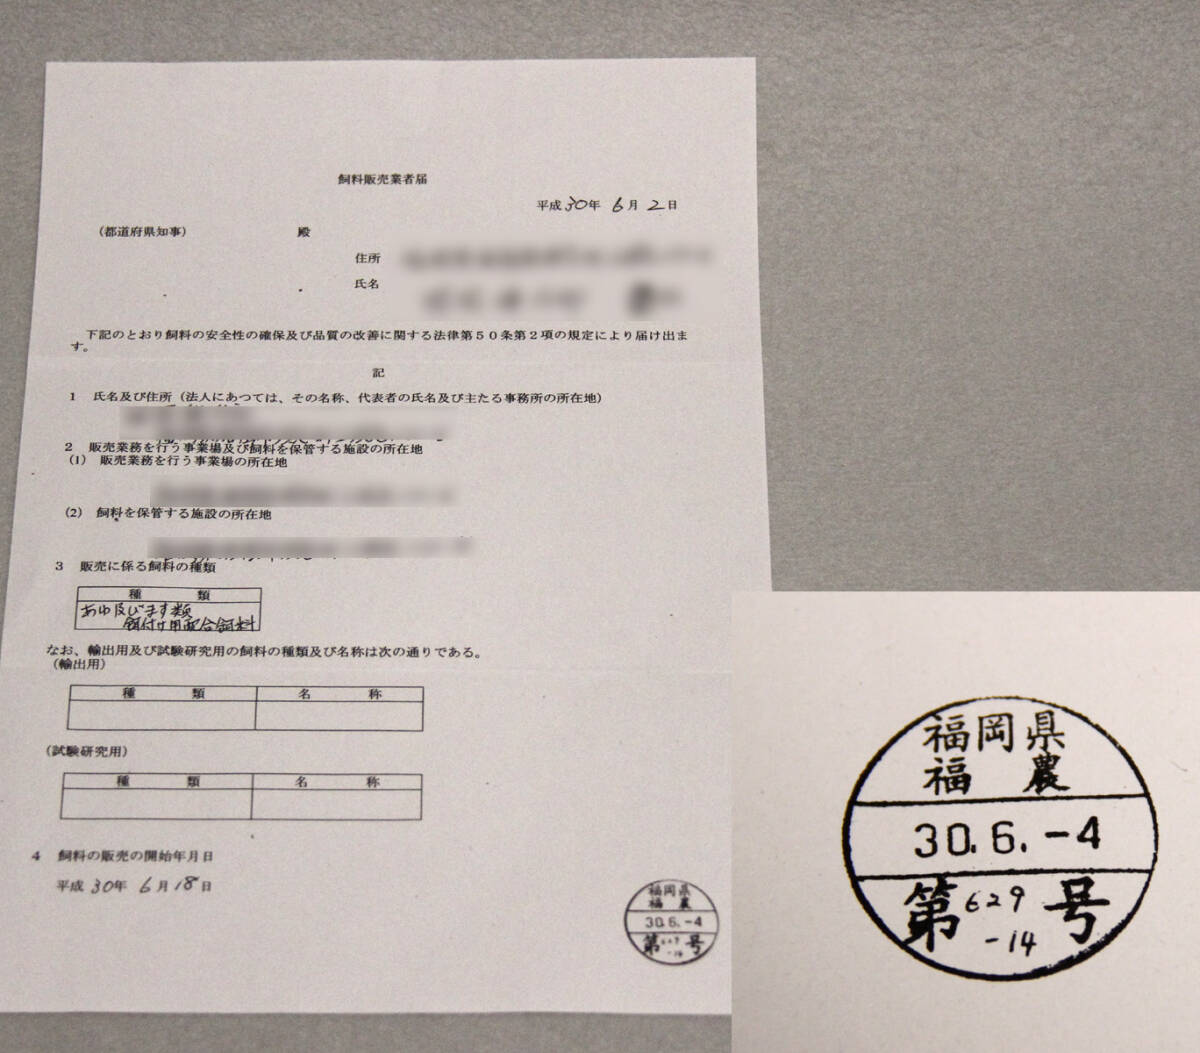 飼料販売業者届
平成30年 6月 2日
（都道府県知事） 殿
住所
氏名
下記のとおり飼料の安全性の確保及び品質の改善に関する法律第５０条第２項の規定により届け出ま
す。
記
1 氏名及び住所（法人にあつては、その名称、代表者の氏名及び主たる事務所の所在地）
2 販売業務を行う事業場及び飼料を保管する施設の所在地
(1) 販売業務を行う事業場の所在地
(2) 飼料を保管する施設の所在地
3 販売に係る飼料の種類
種 類
あゆ及びます類
餌付け用配合飼料
なお、輸出用及び試験研究用の飼料の種類及び名称は次の通りである。
（輸出用）
種 類 名 称
（試験研究用）
種 類 名 称
4 飼料の販売の開始年月日
平成30年 6月18日
福岡県
福 農
30.6.-4
第629号
-14
福岡県
福 農
30.6.-4
第629号
-14